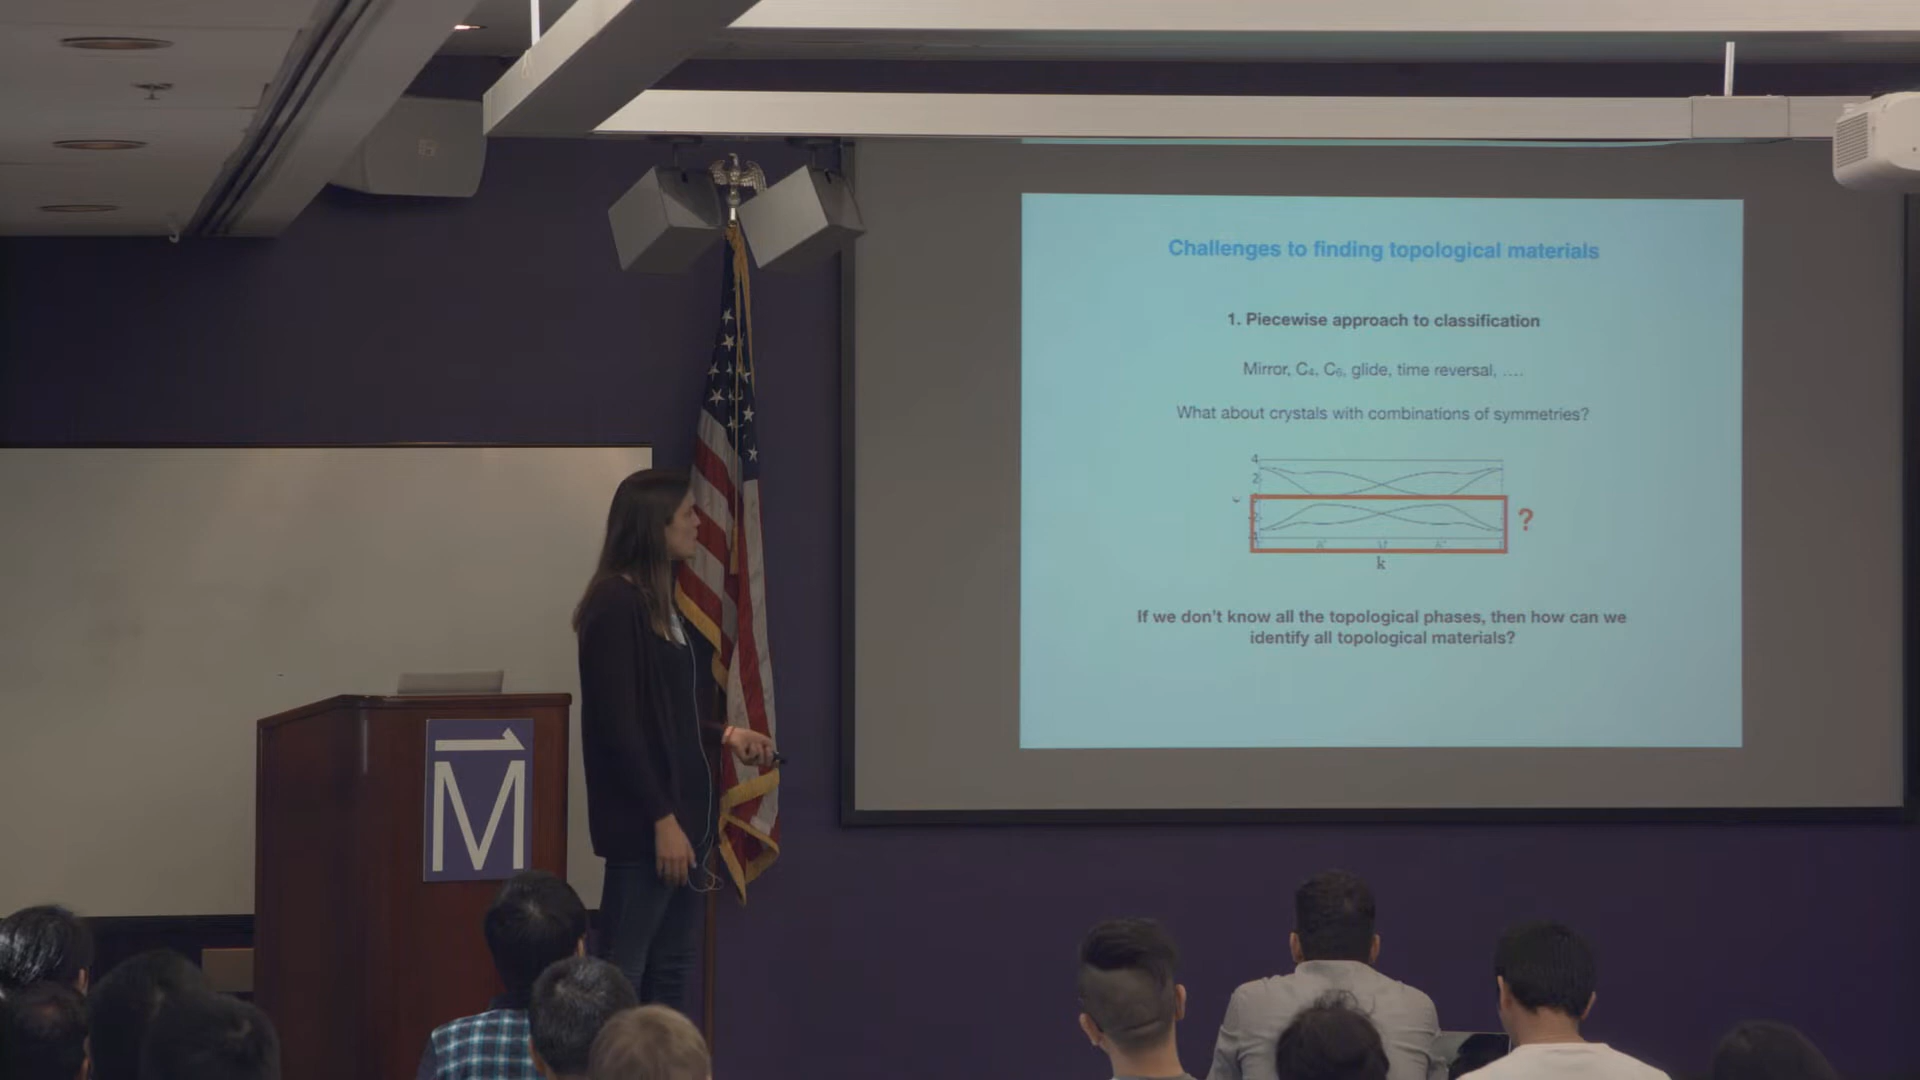 Challenges to finding topological materials
1. Piecewise approach to classification
Mirror, C₄, C₆, glide, time reversal, ....
What about crystals with combinations of symmetries?
4
2
?
k
If we don't know all the topological phases, then how can we
identify all topological materials?
M